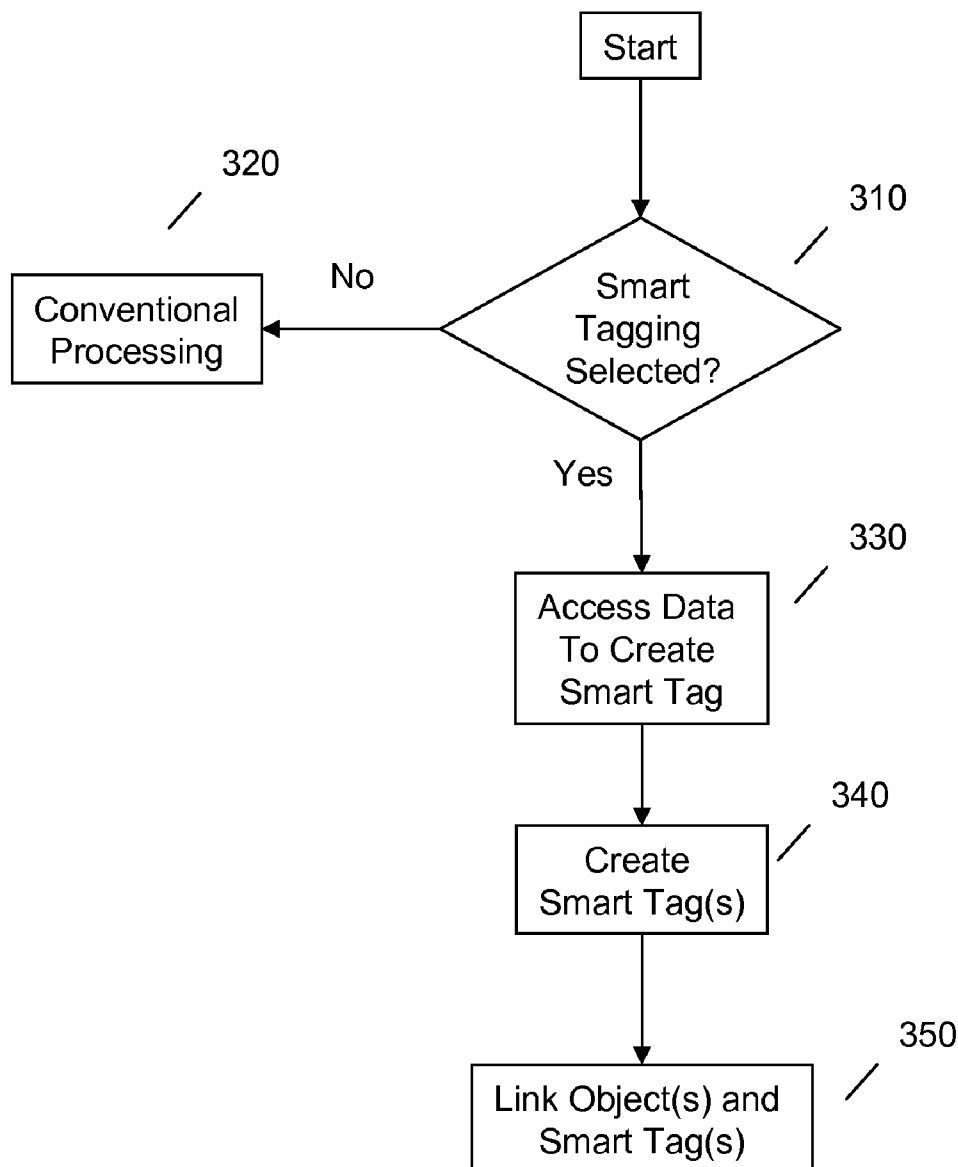 Start
320
310
No
Smart
Tagging
Selected?
Conventional
Processing
Yes
330
Access Data
To Create
Smart Tag
340
Create
Smart Tag(s)
350
Link Object(s) and
Smart Tag(s)